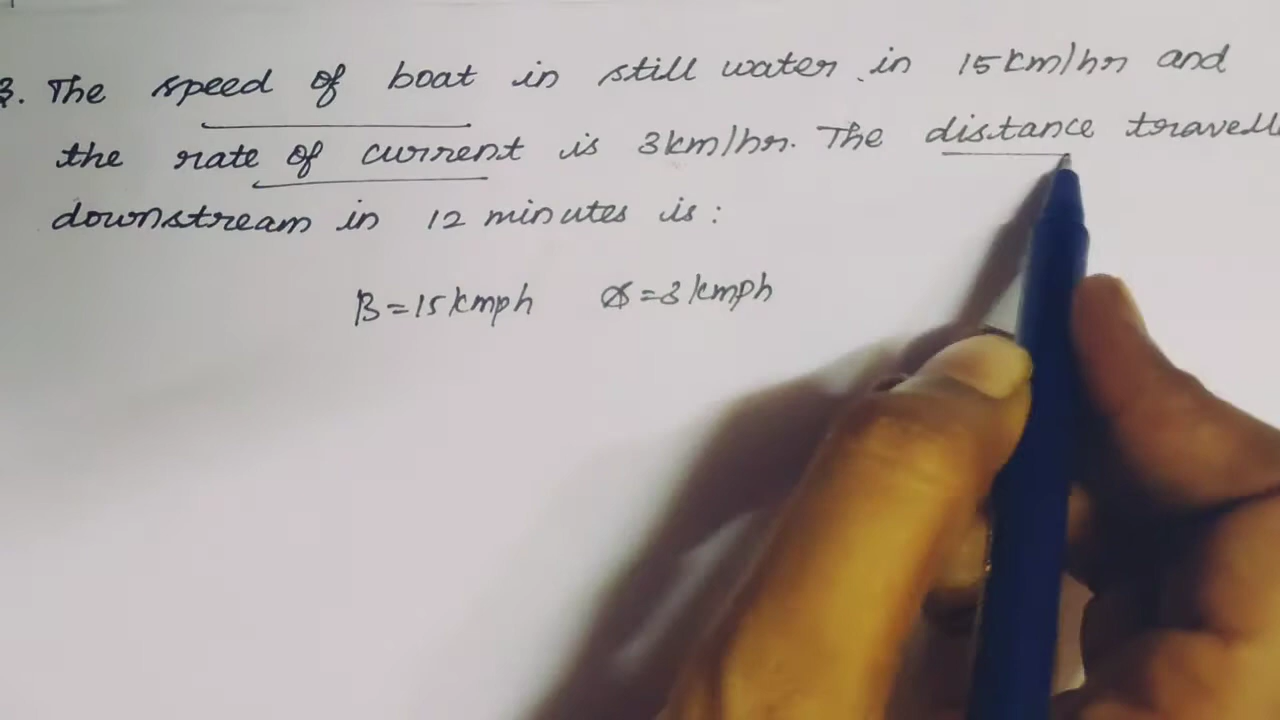 3. The speed of boat in still water in 15km/hr and
the rate of current is 3km/hr. The distance travell
downstream in 12 minutes is:
B=15kmph =3kmph